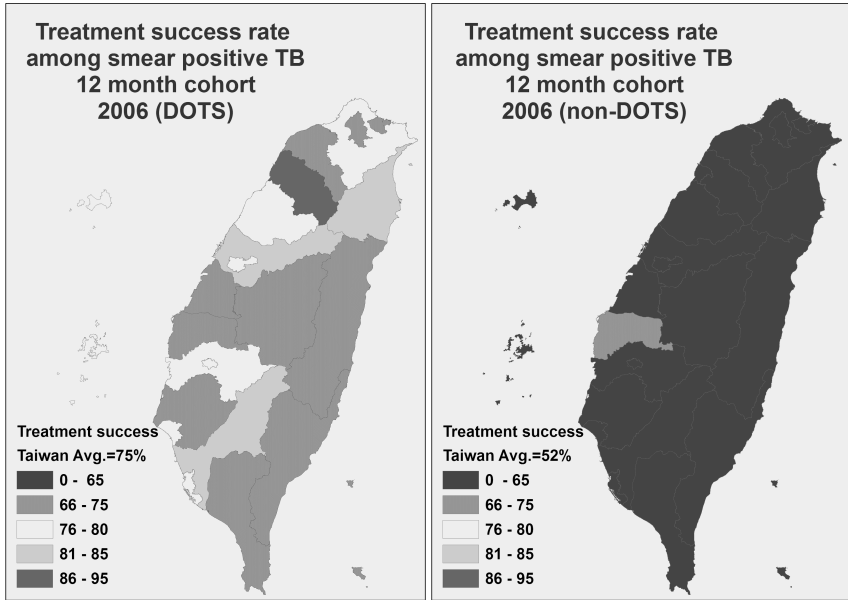 Treatment success rate
among smear positive TB
12 month cohort
2006 (DOTS)
Treatment success
Taiwan Avg.=75%
0 - 65
66 - 75
76 - 80
81 - 85
86 - 95
Treatment success rate
among smear positive TB
12 month cohort
2006 (non-DOTS)
Treatment success
Taiwan Avg.=52%
0 - 65
66 - 75
76 - 80
81 - 85
86 - 95